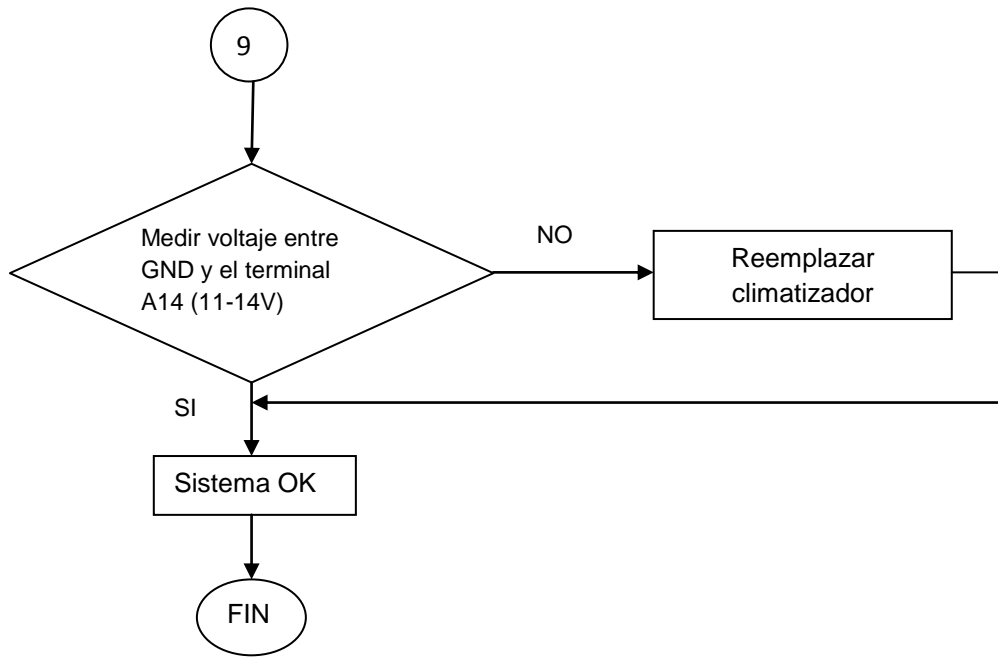 9
Medir voltaje entre
GND y el terminal
A14 (11-14V)
NO
Reemplazar
climatizador
SI
Sistema OK
FIN